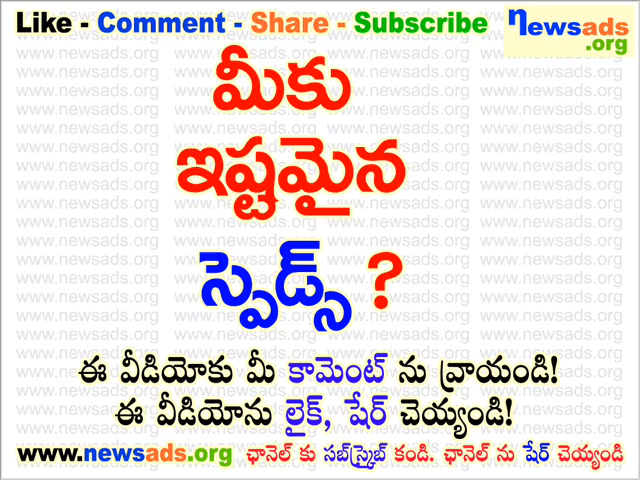 Like - Comment - Share - Subscribe
newsads
.org
మీకు
ఇష్టమైన
స్పెడ్స్ ?
ఈ వీడియోకు మీ కామెంట్ ను వ్రాయండి!
ఈ వీడియోను లైక్, షేర్ చెయ్యండి!
www.newsads.org ఛానెల్ కు సబ్‌స్క్రైబ్ కండి. ఛానెల్ ను షేర్ చెయ్యండి